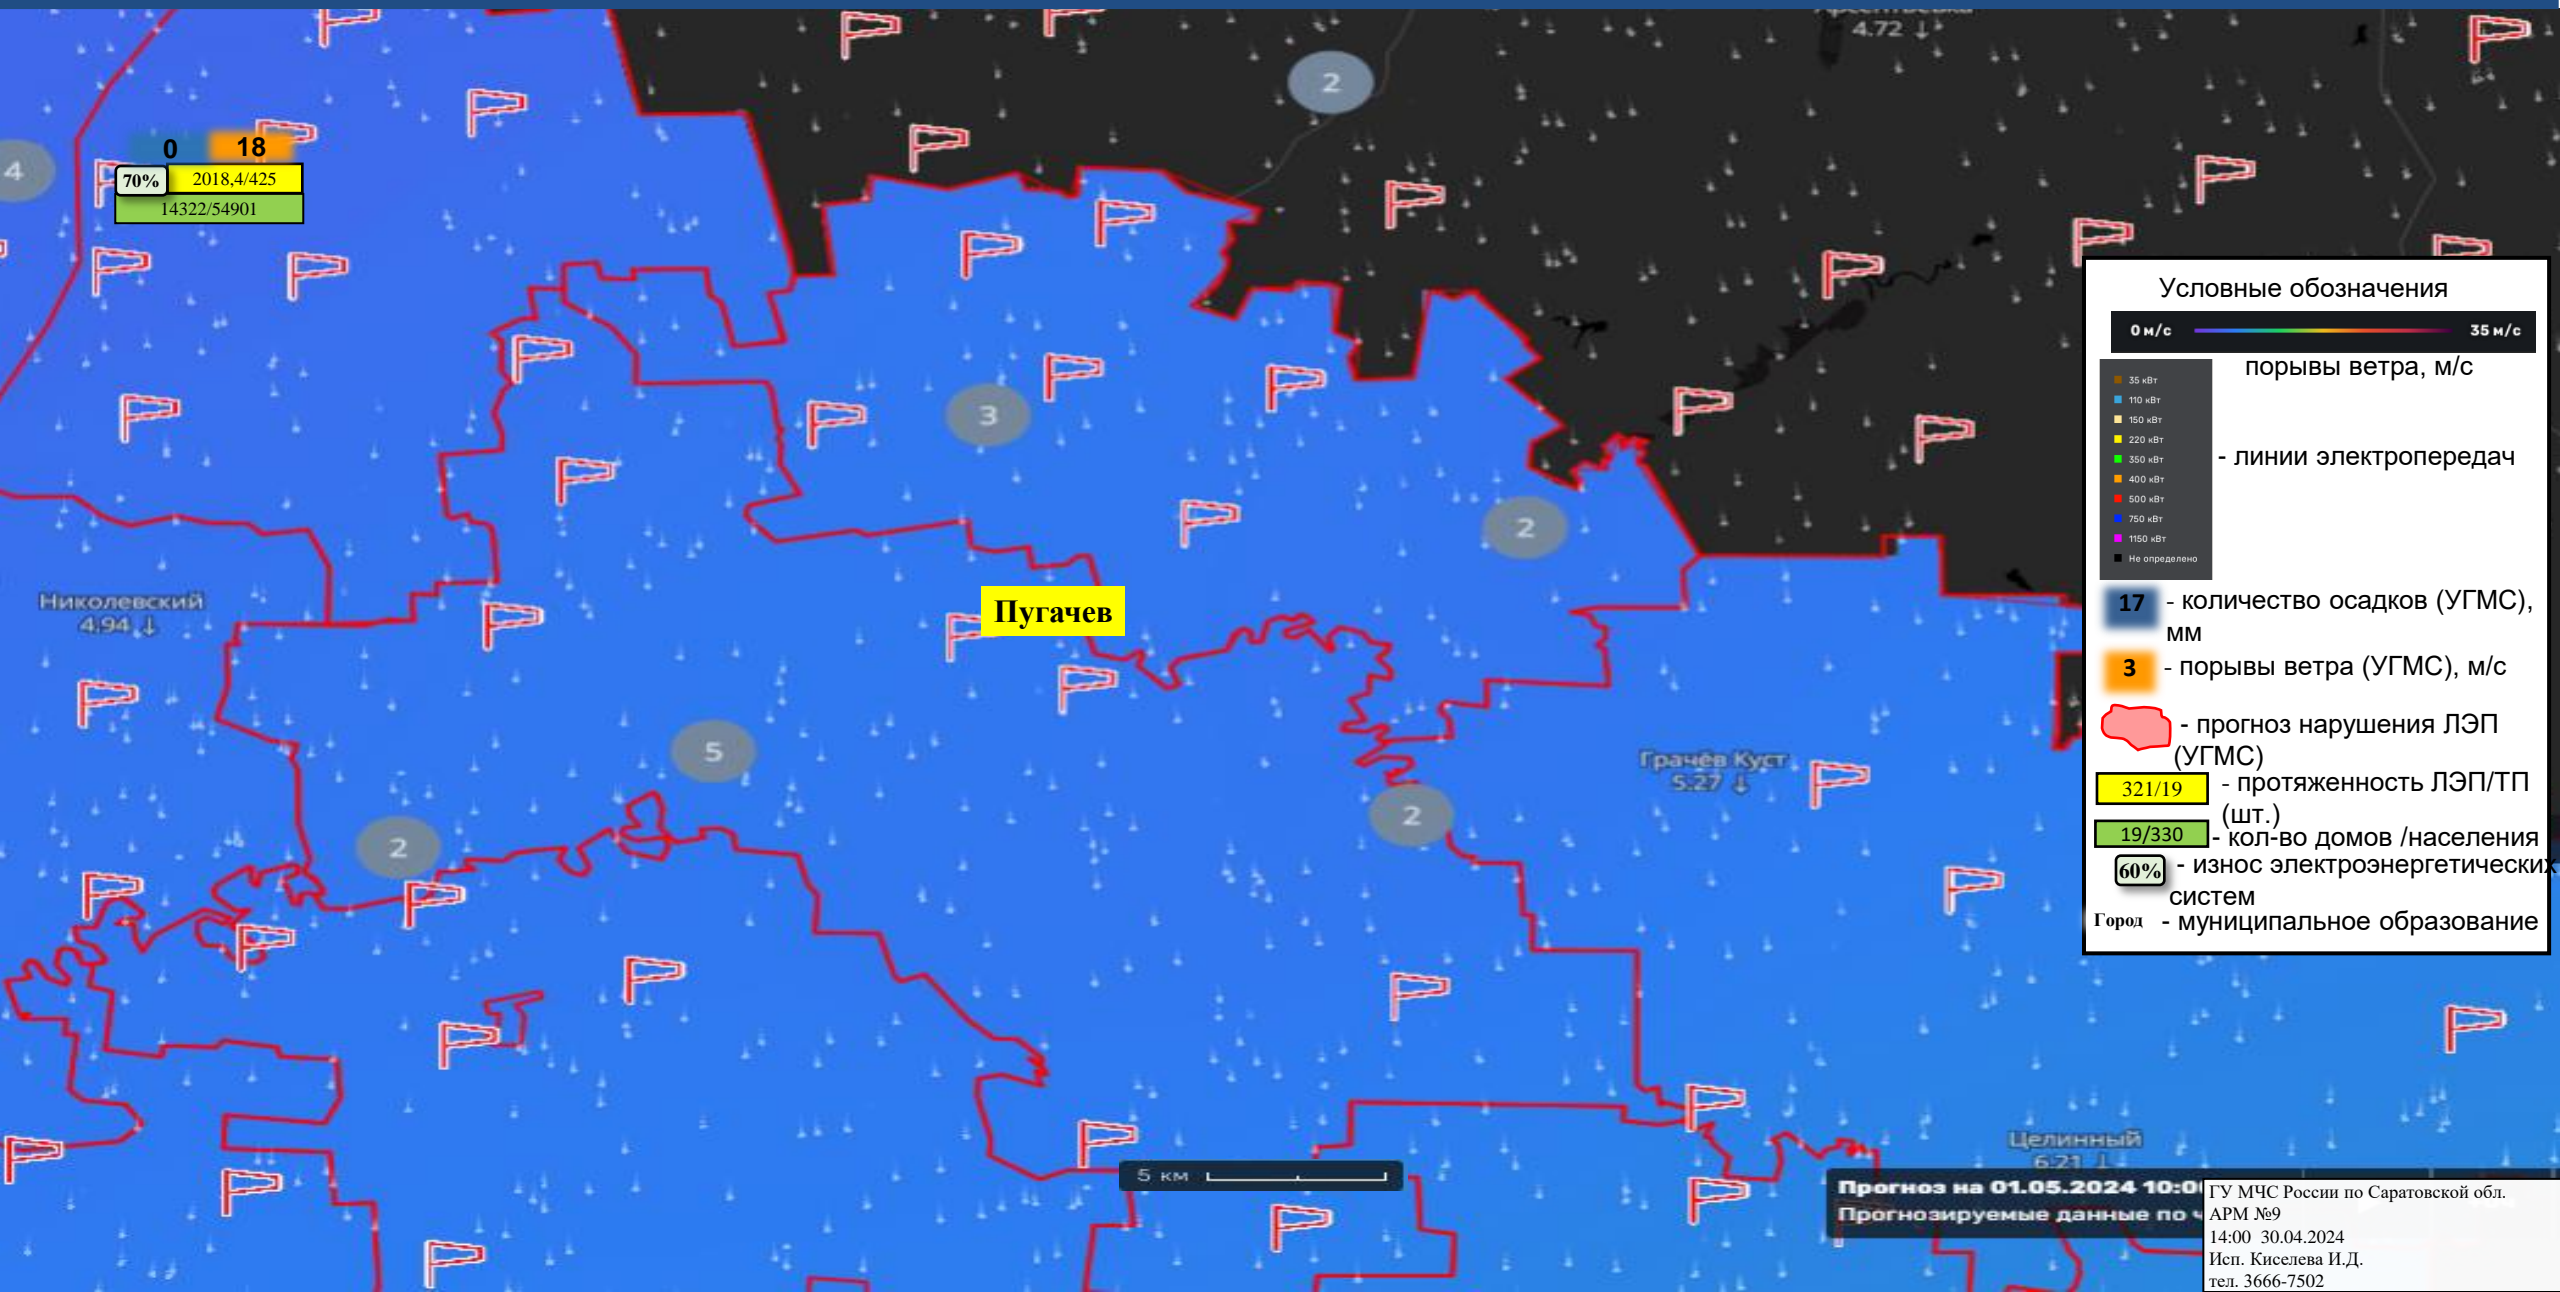 4.72 ↓
2
4
0 18
70% 2018,4/425
14322/54901
3
2
Николевский
4.94 ↓
Пугачев
5
Грачёв Куст
5.27 ↓
2
2
Целинный
6.21 ↓
5 км
Прогноз на 01.05.2024 10:0
Прогнозируемые данные по
Условные обозначения
0 м/с 35 м/с
порывы ветра, м/с
35 кВт
110 кВт
150 кВт
220 кВт
350 кВт
400 кВт
500 кВт
750 кВт
1150 кВт
Не определено
- линии электропередач
17 - количество осадков (УГМС),
мм
3 - порывы ветра (УГМС), м/с
- прогноз нарушения ЛЭП
(УГМС)
321/19 - протяженность ЛЭП/ТП
(шт.)
19/330 - кол-во домов /населения
60% - износ электроэнергетических
систем
Город - муниципальное образование
ГУ МЧС России по Саратовской обл.
АРМ №9
14:00 30.04.2024
Исп. Киселева И.Д.
тел. 3666-7502